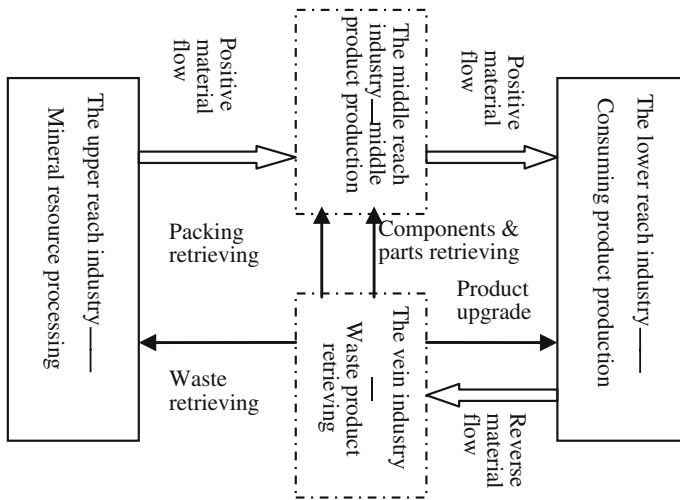 The upper reach industry——
Mineral resource processing
Positive
material
flow
The middle reach
industry—middle
product production
Positive
material
flow
The lower reach industry——
Consuming product production
Packing
retrieving
Components &
parts retrieving
Product
upgrade
Waste
retrieving
The vein industry
—
Waste product
retrieving
Reverse
material
flow